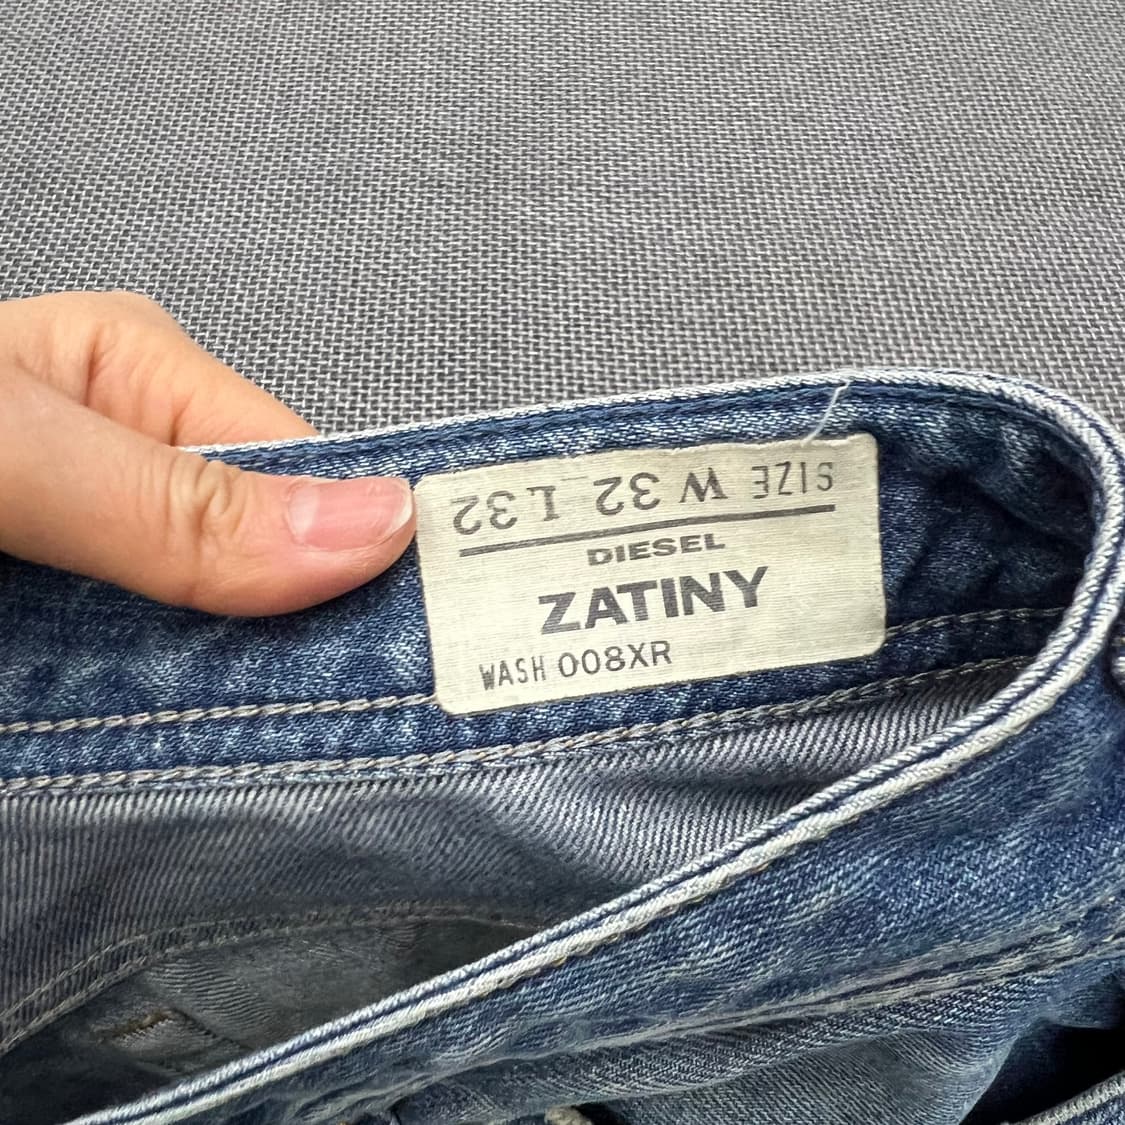 SIZE W 32 L 32
DIESEL
ZATINY
WASH 008XR